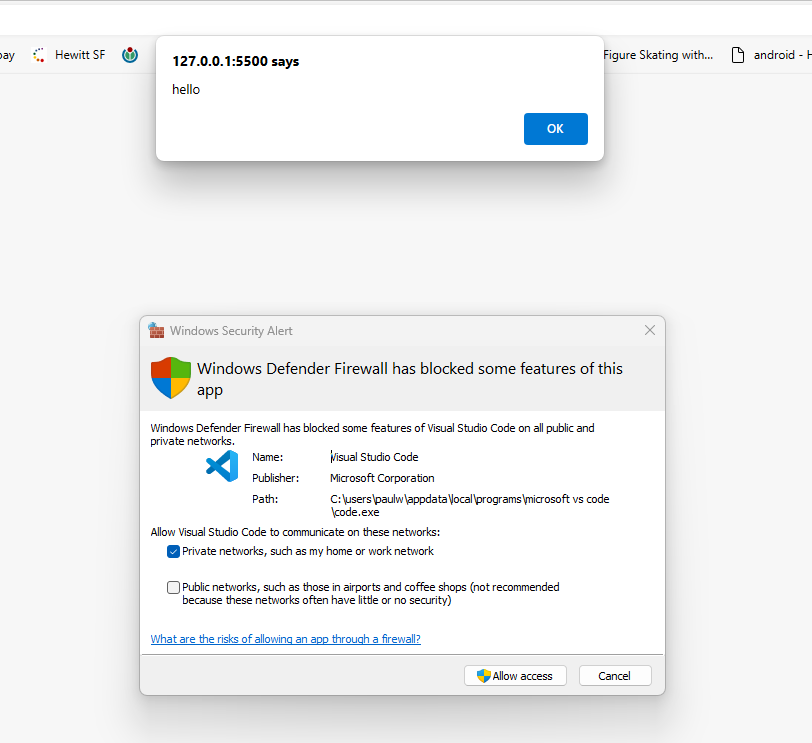 127.0.0.1:5500 says
Hewitt SF
Figure Skating with...
android - H
hello
OK
Windows Security Alert
Windows Defender Firewall has blocked some features of this
app
Windows Defender Firewall has blocked some features of Visual Studio Code on all public and
private networks.
Name: Visual Studio Code
Publisher: Microsoft Corporation
Path: C:\users\paulw\appdata\local\programs\microsoft vs code
\code.exe
Allow Visual Studio Code to communicate on these networks:
Private networks, such as my home or work network
Public networks, such as those in airports and coffee shops (not recommended
because these networks often have little or no security)
What are the risks of allowing an app through a firewall?
Allow access
Cancel